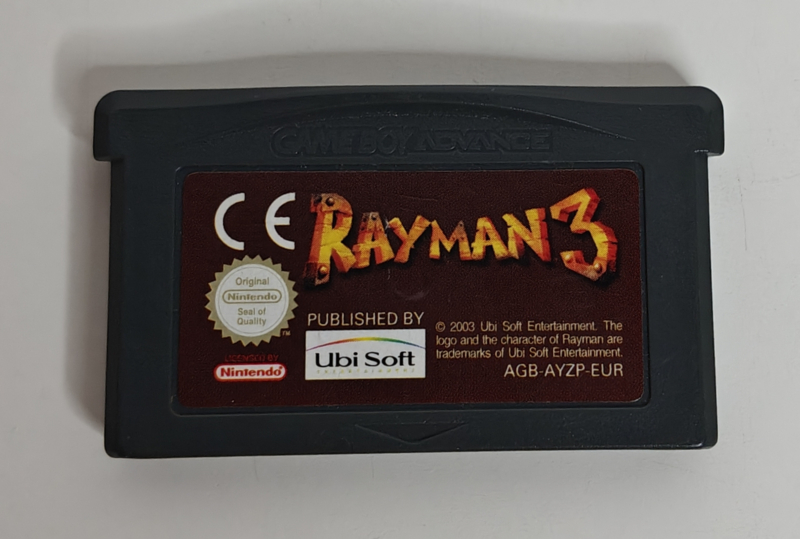 GAME BOY ADVANCE
CE
RAYMAN 3
Original
Nintendo
Seal of
Quality
TM
LICENSED BY
Nintendo
PUBLISHED BY
Ubi Soft
ENTERTAINMENT
© 2003 Ubi Soft Entertainment. The
logo and the character of Rayman are
trademarks of Ubi Soft Entertainment.
AGB-AYZP-EUR